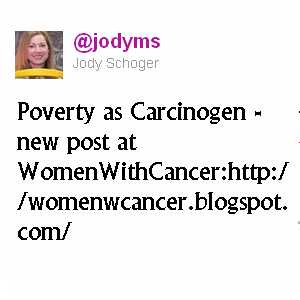 @jodyms
Jody Schoger
Poverty as Carcinogen -
new post at
WomenWithCancer:http:/
/womenwcancer.blogspot.
com/